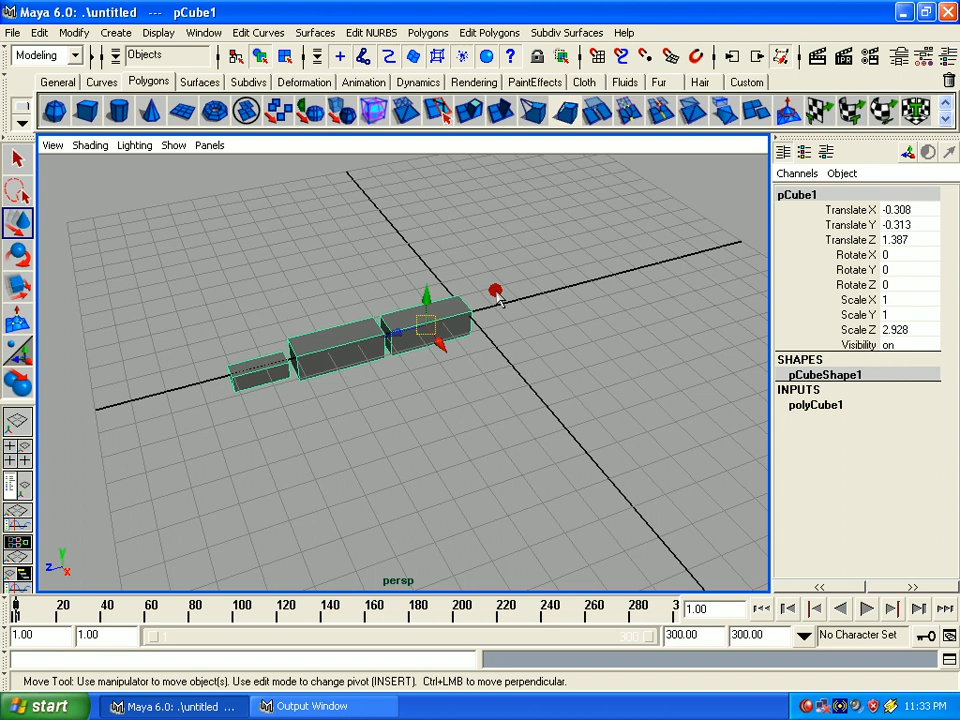 Maya 6.0: .\untitled   ---   pCube1
File Edit Modify Create Display Window Edit Curves Surfaces Edit NURBS Polygons Edit Polygons Subdiv Surfaces Help
Modeling Objects
General Curves Polygons Surfaces Subdivs Deformation Animation Dynamics Rendering PaintEffects Cloth Fluids Fur Hair Custom
View Shading Lighting Show Panels
Channels Object
pCube1
Translate X -0.308
Translate Y -0.313
Translate Z 1.387
Rotate X 0
Rotate Y 0
Rotate Z 0
Scale X 1
Scale Y 1
Scale Z 2.928
Visibility on
SHAPES
pCubeShape1
INPUTS
polyCube1
y
z x
persp
<< >>
20 40 60 80 100 120 140 160 180 200 220 240 260 280 3
1.00
1.00 1.00 1 300 300.00 300.00 No Character Set
Move Tool: Use manipulator to move object(s). Use edit mode to change pivot (INSERT).  Ctrl+LMB to move perpendicular.
start Maya 6.0: .\untitled ... Output Window 11:33 PM